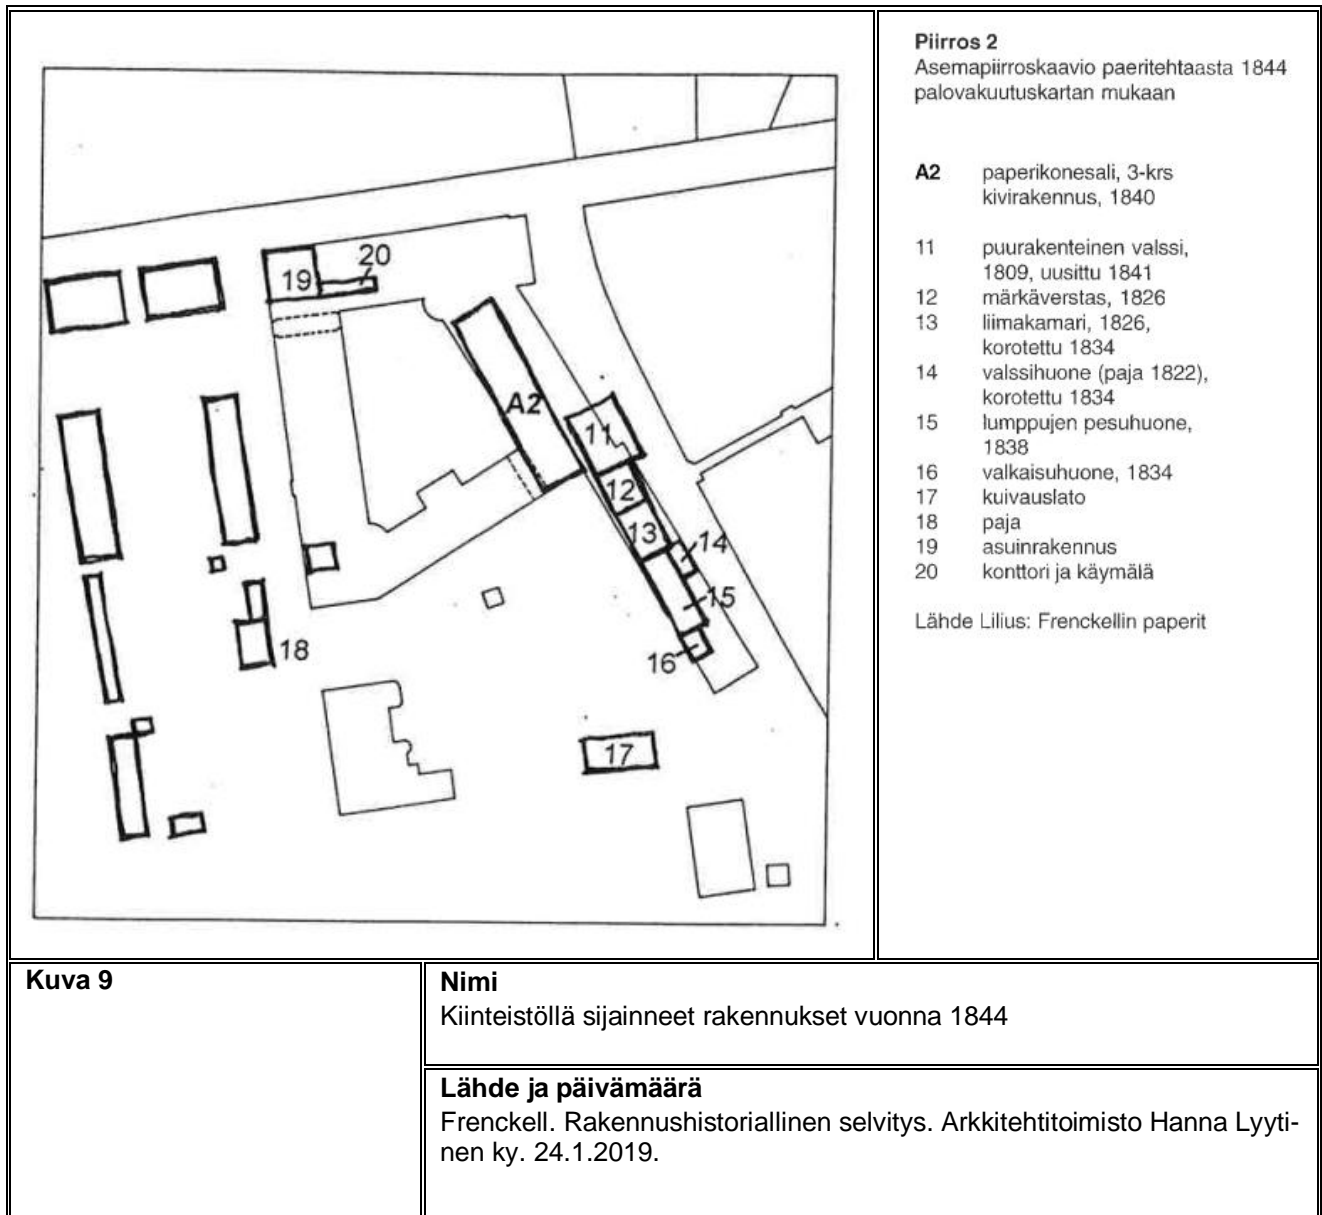 20
19
A2
11
12
13
14
15
16
18
17
Piirros 2
Asemapiirroskaavio paeritehtaasta 1844
palovakuutuskartan mukaan
A2 paperikonesali, 3-krs
kivirakennus, 1840
11 puurakenteinen valssi,
1809, uusittu 1841
12 märkäverstas, 1826
13 liimakamari, 1826,
korotettu 1834
14 valssihuone (paja 1822),
korotettu 1834
15 lumppujen pesuhuone,
1838
16 valkaisuhuone, 1834
17 kuivauslato
18 paja
19 asuinrakennus
20 konttori ja käymälä
Lähde Lilius: Frenckellin paperit
Kuva 9
Nimi
Kiinteistöllä sijainneet rakennukset vuonna 1844
Lähde ja päivämäärä
Frenckell. Rakennushistoriallinen selvitys. Arkkitehtitoimisto Hanna Lyyti-
nen ky. 24.1.2019.